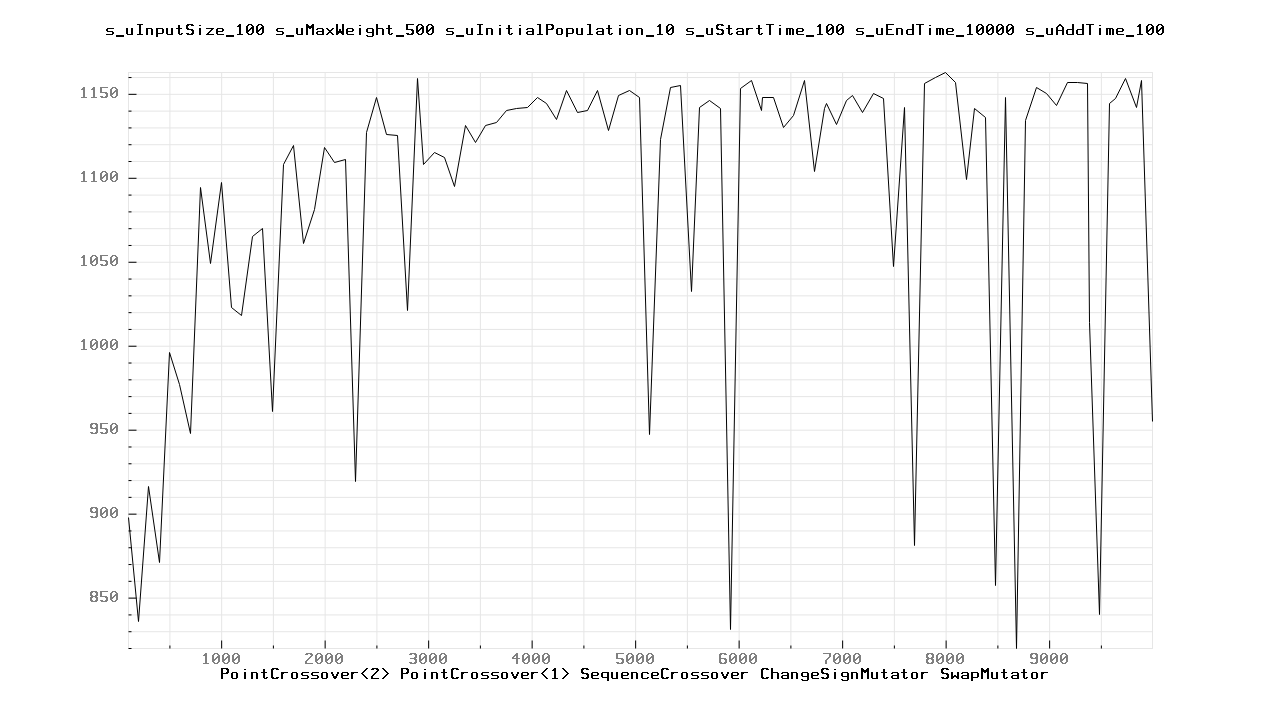 s_uInputSize_100 s_uMaxWeight_500 s_uInitialPopulation_10 s_uStartTime_100 s_uEndTime_10000 s_uAddTime_100
1150
1100
1050
1000
950
900
850
1000 2000 3000 4000 5000 6000 7000 8000 9000
PointCrossover<2> PointCrossover<1> SequenceCrossover ChangeSignMutator SwapMutator